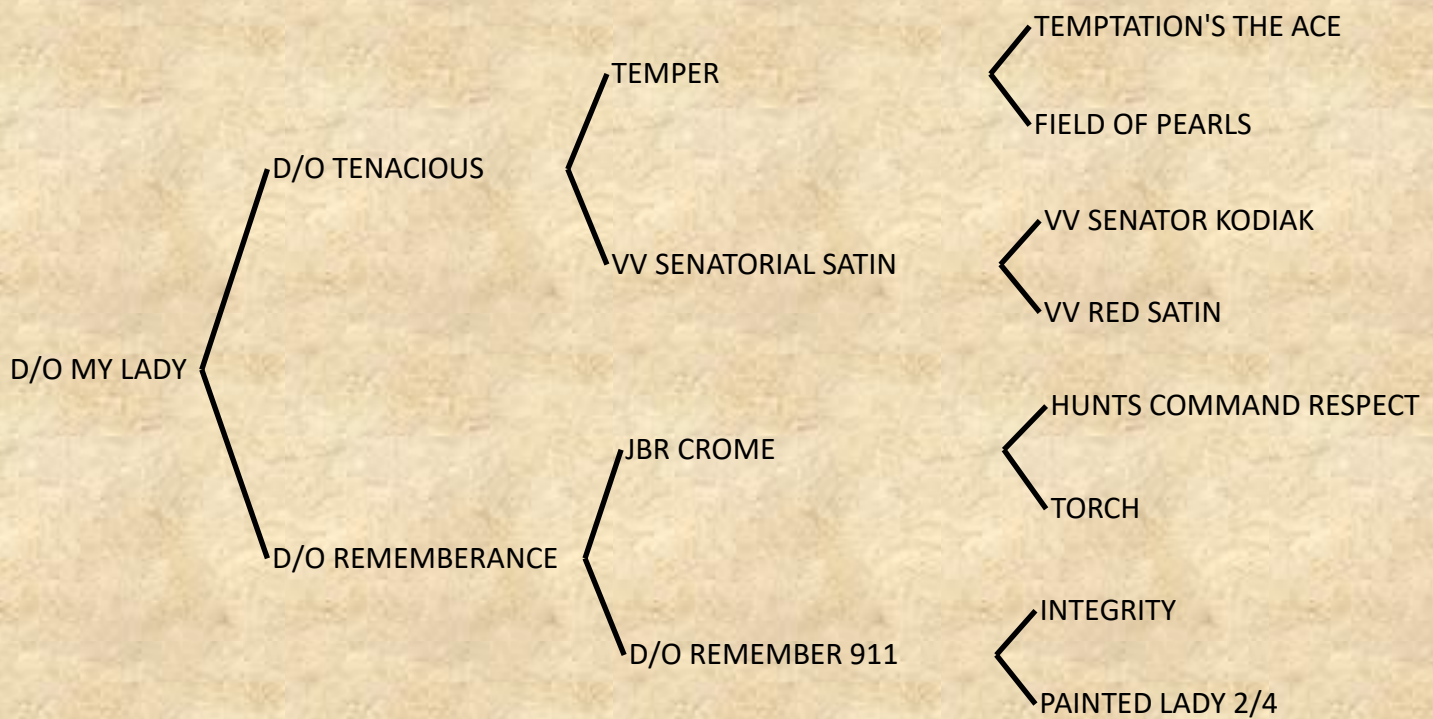 TEMPTATION'S THE ACE
TEMPER
FIELD OF PEARLS
D/O TENACIOUS
VV SENATOR KODIAK
VV SENATORIAL SATIN
VV RED SATIN
D/O MY LADY
HUNTS COMMAND RESPECT
JBR CROME
TORCH
D/O REMEMBERANCE
INTEGRITY
D/O REMEMBER 911
PAINTED LADY 2/4